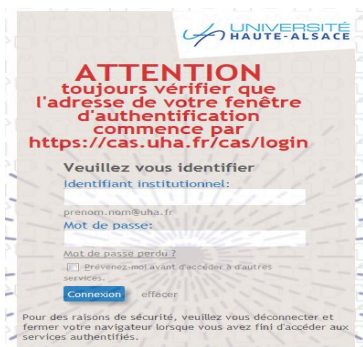 UNIVERSITÉ
HAUTE-ALSACE
ATTENTION
toujours vérifier que
l'adresse de votre fenêtre
d'authentification
commence par
https://cas.uha.fr/cas/login
Veuillez vous identifier
Identifiant institutionnel:
prenom.nom@uha.fr
Mot de passe:
Mot de passe perdu ?
Prévenez-moi avant d'accéder à d'autres
services.
Connexion effacer
Pour des raisons de sécurité, veuillez vous déconnecter et
fermer votre navigateur lorsque vous avez fini d'accéder aux
services authentifiés.